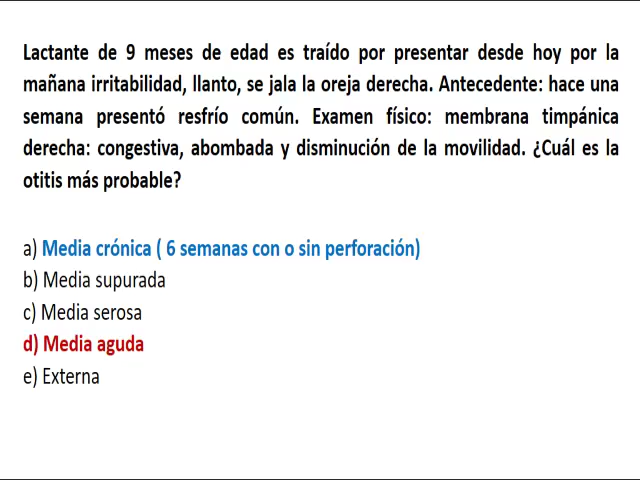 Lactante de 9 meses de edad es traído por presentar desde hoy por la
mañana irritabilidad, llanto, se jala la oreja derecha. Antecedente: hace una
semana presentó resfrío común. Examen físico: membrana timpánica
derecha: congestiva, abombada y disminución de la movilidad. ¿Cuál es la
otitis más probable?
a) Media crónica ( 6 semanas con o sin perforación)
b) Media supurada
c) Media serosa
d) Media aguda
e) Externa